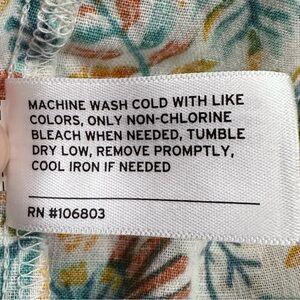 MACHINE WASH COLD WITH LIKE
COLORS, ONLY NON-CHLORINE
BLEACH WHEN NEEDED, TUMBLE
DRY LOW, REMOVE PROMPTLY,
COOL IRON IF NEEDED
RN #106803